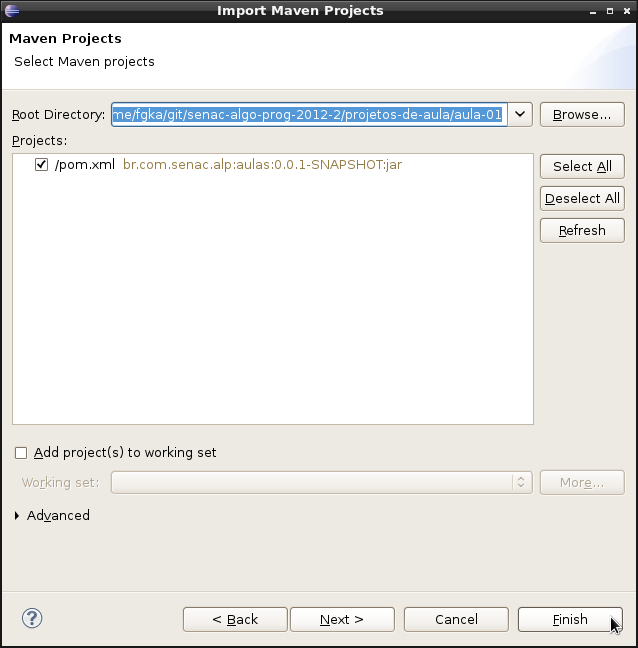 Import Maven Projects
Maven Projects
Select Maven projects
Root Directory: me/fgka/git/senac-algo-prog-2012-2/projetos-de-aula/aula-01 Browse...
Projects:
/pom.xml br.com.senac.alp:aulas:0.0.1-SNAPSHOT:jar
Select All
Deselect All
Refresh
Add project(s) to working set
Working set: More...
Advanced
? < Back Next > Cancel Finish